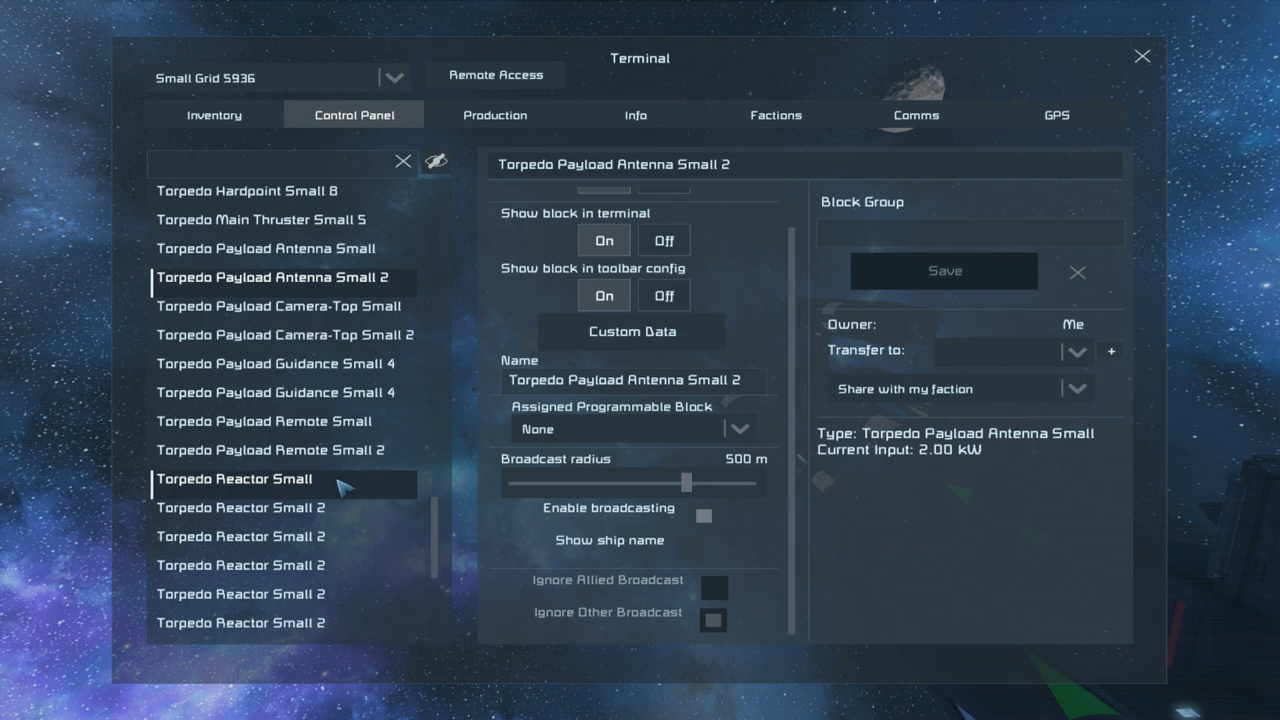 Terminal
Small Grid 5936
Remote Access
Inventory
Control Panel
Production
Info
Factions
Comms
GPS
Torpedo Hardpoint Small 8
Torpedo Main Thruster Small 5
Torpedo Payload Antenna Small
Torpedo Payload Antenna Small 2
Torpedo Payload Camera-Top Small
Torpedo Payload Camera-Top Small 2
Torpedo Payload Guidance Small 4
Torpedo Payload Guidance Small 4
Torpedo Payload Remote Small
Torpedo Payload Remote Small 2
Torpedo Reactor Small
Torpedo Reactor Small 2
Torpedo Reactor Small 2
Torpedo Reactor Small 2
Torpedo Reactor Small 2
Torpedo Reactor Small 2
Torpedo Payload Antenna Small 2
Show block in terminal
On Off
Show block in toolbar config
On Off
Custom Data
Name
Torpedo Payload Antenna Small 2
Assigned Programmable Block
None
Broadcast radius 500 m
Enable broadcasting
Show ship name
Ignore Allied Broadcast
Ignore Other Broadcast
Block Group
Save
Owner: Me
Transfer to:
Share with my faction
Type: Torpedo Payload Antenna Small
Current Input: 2.00 kW